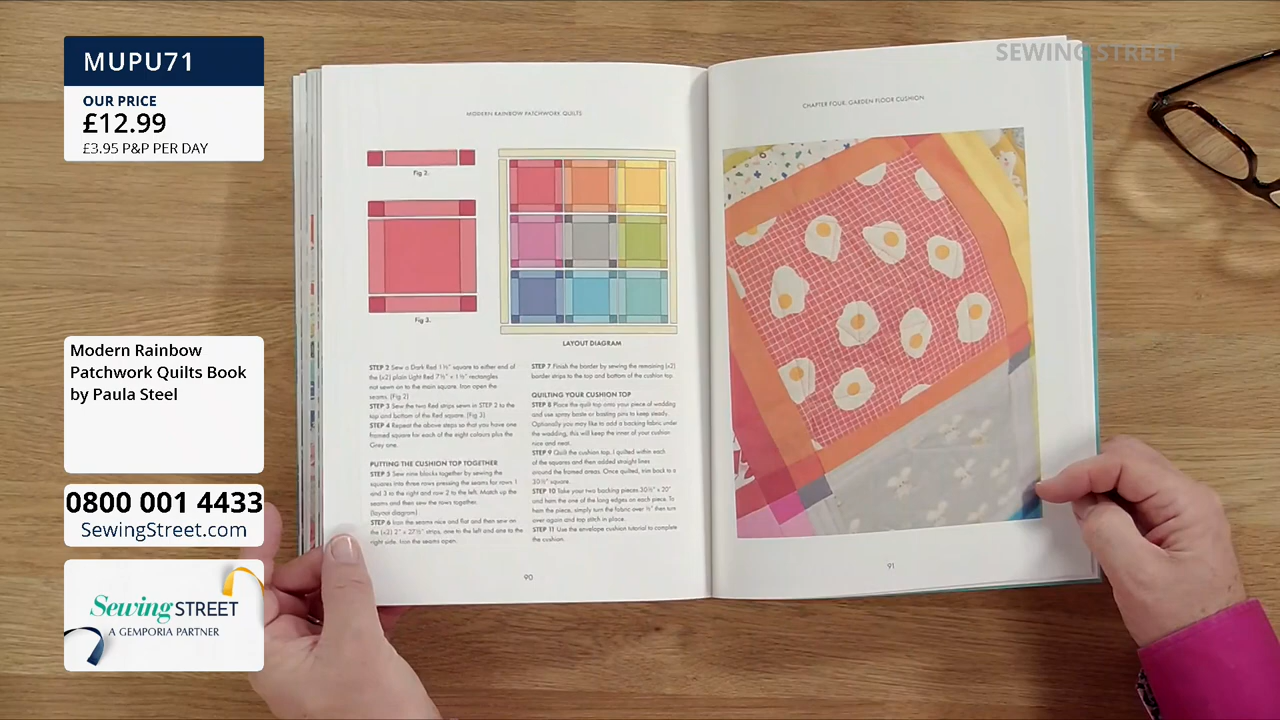 MUPU71
OUR PRICE
£12.99
£3.95 P&P PER DAY
Modern Rainbow
Patchwork Quilts Book
by Paula Steel
0800 001 4433
SewingStreet.com
Sewing STREET
A GEMPORIA PARTNER
SEWING STREET
MODERN RAINBOW PATCHWORK QUILTS
Fig 2.
Fig 3.
LAYOUT DIAGRAM
STEP 2 Sew a Dark Red 1½" square to either end of
the (x2) plain Light Red 7½" x 1½" rectangles
not sewn on to the main square. Iron open the
seams. (Fig 2)
STEP 3 Sew the two Red strips sewn in STEP 2 to the
top and bottom of the Red square. (Fig 3)
STEP 4 Repeat the above steps so that you have one
framed square for each of the eight colours plus the
Grey one.
PUTTING THE CUSHION TOP TOGETHER
STEP 5 Sew nine blocks together by sewing the
squares into three rows pressing the seams for rows 1
and 3 to the right and row 2 to the left. Match up the
seams and then sew the rows together.
(layout diagram).
STEP 6 Iron the seams nice and flat and then sew on
the (x2) 2" x 27½" strips, one to the left and one to the
right side. Iron the seams open.
STEP 7 Finish the border by sewing the remaining (x2)
border strips to the top and bottom of the cushion top.
QUILTING YOUR CUSHION TOP
STEP 8 Place the quilt top onto your piece of wadding
and use spray baste or basting pins to keep steady.
Optionally you may like to add a backing fabric under
the wadding, this will keep the inner of your cushion
nice and neat.
STEP 9 Quilt the cushion top. I quilted within each
of the squares and then added straight lines
around the framed areas. Once quilted, trim back to a
30½" square.
STEP 10 Take your two backing pieces 30½" x 20"
and hem one of the long edges on each piece. To
hem the piece, simply turn the fabric over ½" then turn
over again and top stitch in place.
STEP 11 Use the envelope cushion tutorial to complete
the cushion.
90
CHAPTER FOUR: GARDEN FLOOR CUSHION
91